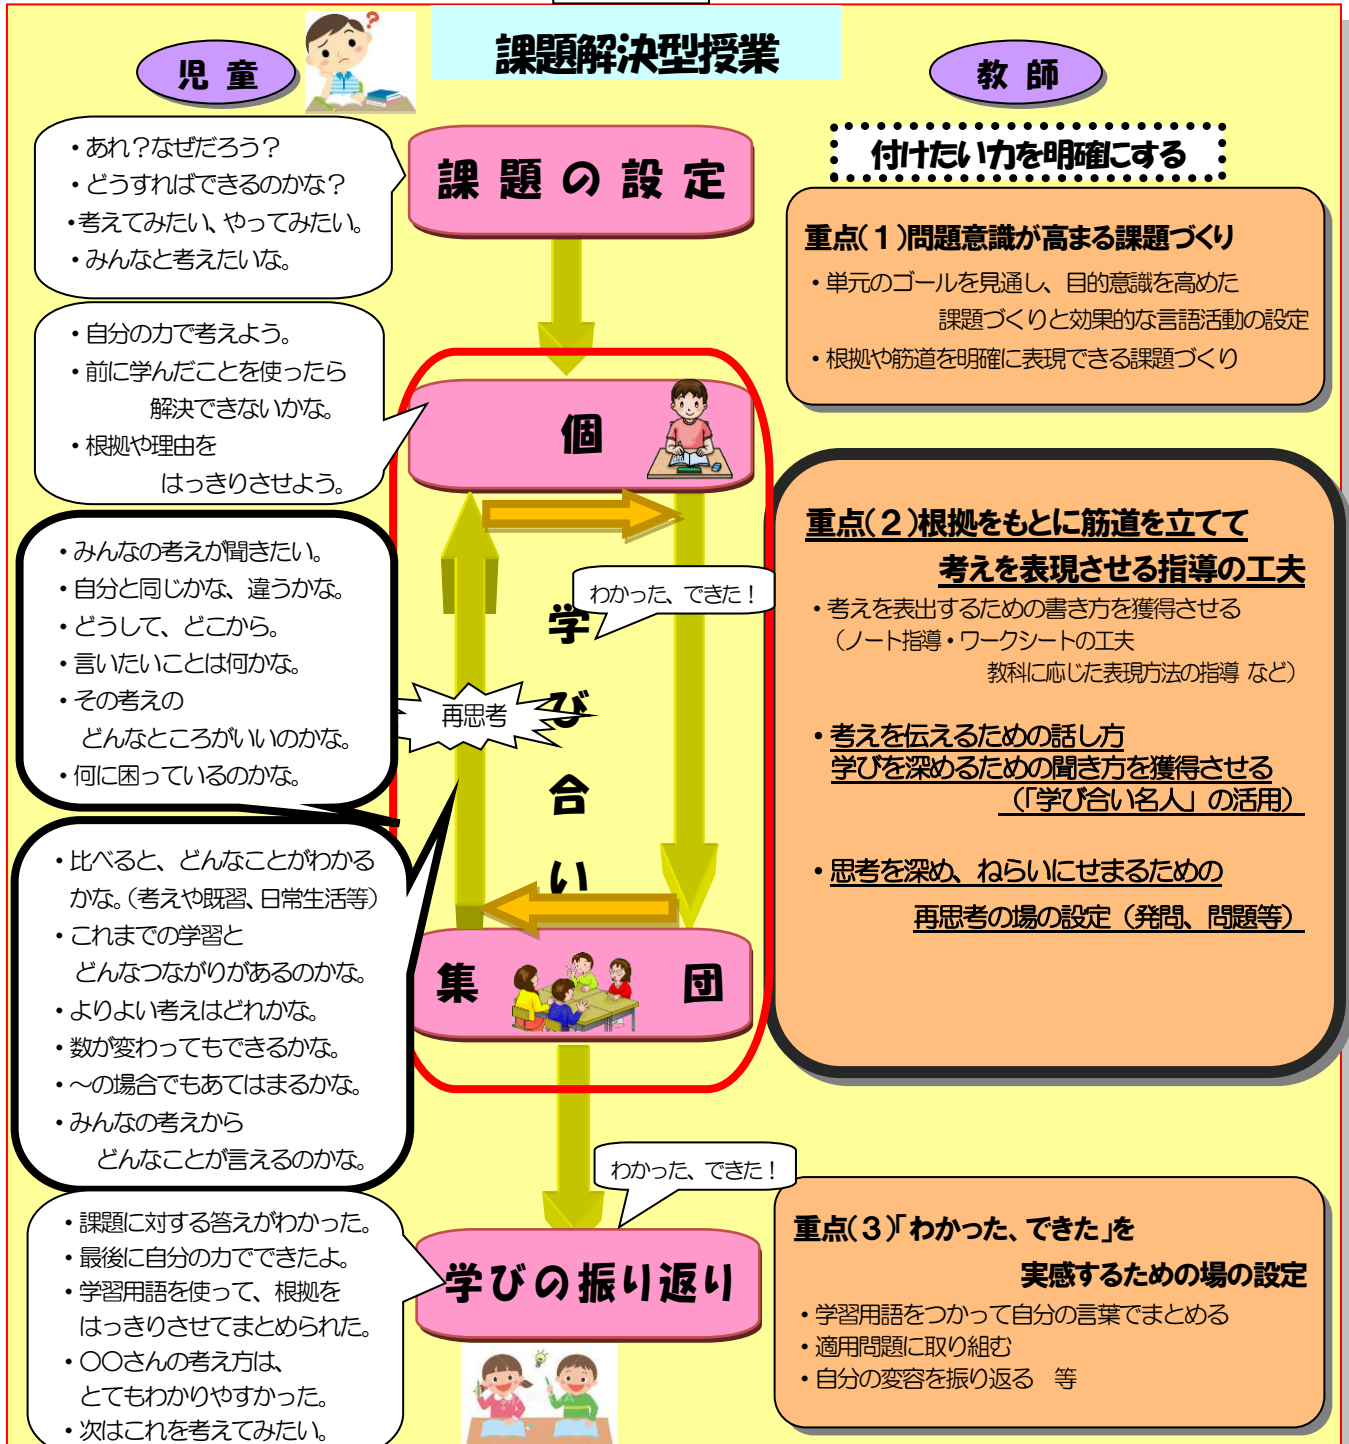 課題解決型授業
児童
教師
・あれ？なぜだろう？
・どうすればできるのかな？
・考えてみたい、やってみたい。
・みんなと考えたいな。
課題の設定
付けたい力を明確にする
重点(１)問題意識が高まる課題づくり
・単元のゴールを見通し、目的意識を高めた
課題づくりと効果的な言語活動の設定
・根拠や筋道を明確に表現できる課題づくり
・自分の力で考えよう。
・前に学んだことを使ったら
解決できないかな。
・根拠や理由を
はっきりさせよう。
個
・みんなの考えが聞きたい。
・自分と同じかな、違うかな。
・どうして、どこから。
・言いたいことは何かな。
・その考えの
どんなところがいいのかな。
・何に困っているのかな。
わかった、できた！
学び合い
再思考
重点(２)根拠をもとに筋道を立てて
考えを表現させる指導の工夫
・考えを表出するための書き方を獲得させる
（ノート指導・ワークシートの工夫
教科に応じた表現方法の指導 など）
・考えを伝えるための話し方
学びを深めるための聞き方を獲得させる
（「学び合い名人」の活用）
・思考を深め、ねらいにせまるための
再思考の場の設定（発問、問題等）
・比べると、どんなことがわかる
かな。（考えや既習、日常生活等）
・これまでの学習と
どんなつながりがあるのかな。
・よりよい考えはどれかな。
・数が変わってもできるかな。
・～の場合でもあてはまるかな。
・みんなの考えから
どんなことが言えるのかな。
集団
わかった、できた！
・課題に対する答えがわかった。
・最後に自分の力でできたよ。
・学習用語を使って、根拠を
はっきりさせてまとめられた。
・〇〇さんの考え方は、
とてもわかりやすかった。
・次はこれを考えてみたい。
学びの振り返り
重点(３)「わかった、できた」を
実感するための場の設定
・学習用語をつかって自分の言葉でまとめる
・適用問題に取り組む
・自分の変容を振り返る　等